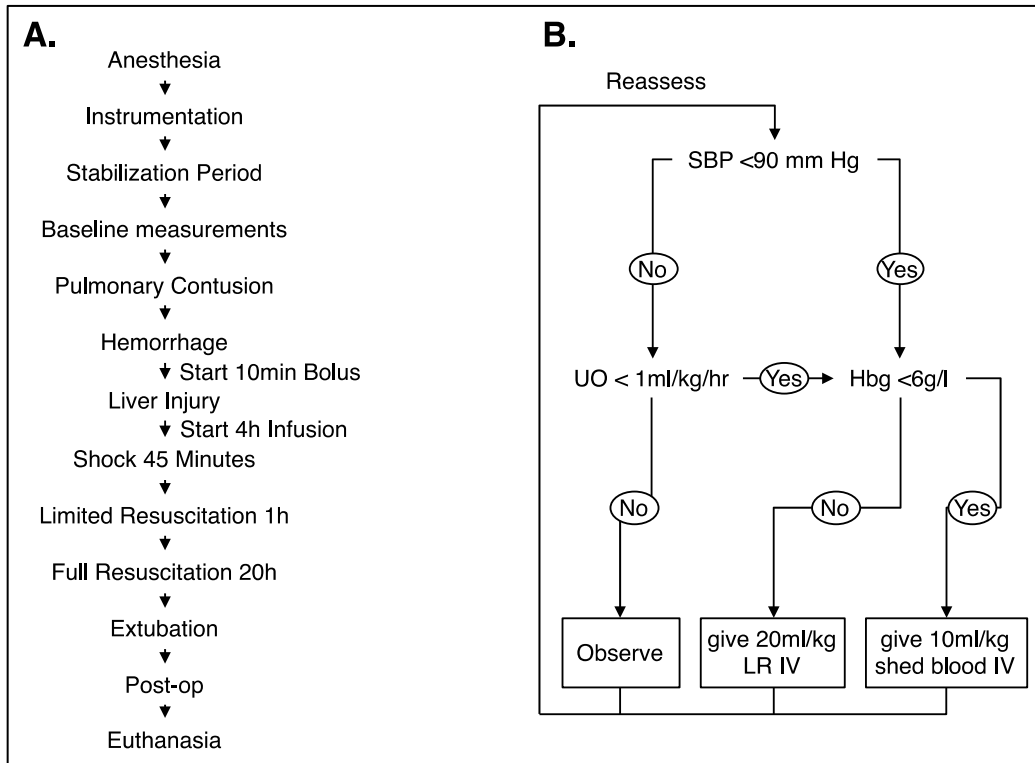 A.
Anesthesia
Instrumentation
Stabilization Period
Baseline measurements
Pulmonary Contusion
Hemorrhage
Start 10min Bolus
Liver Injury
Start 4h Infusion
Shock 45 Minutes
Limited Resuscitation 1h
Full Resuscitation 20h
Extubation
Post-op
Euthanasia
B.
Reassess
SBP <90 mm Hg
No
Yes
UO < 1ml/kg/hr
Yes
Hbg <6g/l
No
No
Yes
Observe
give 20ml/kg
LR IV
give 10ml/kg
shed blood IV